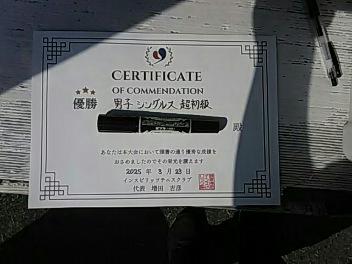 CERTIFICATE
OF COMMENDATION
優勝 男子シングルス 超初級
殿
あなたは本大会において頭書の通り優秀な成績を
おさめましたのでその栄光を讃えます
2025 年 3 月 23 日
インスピリッツテニスクラブ
代表 増田 吉彦